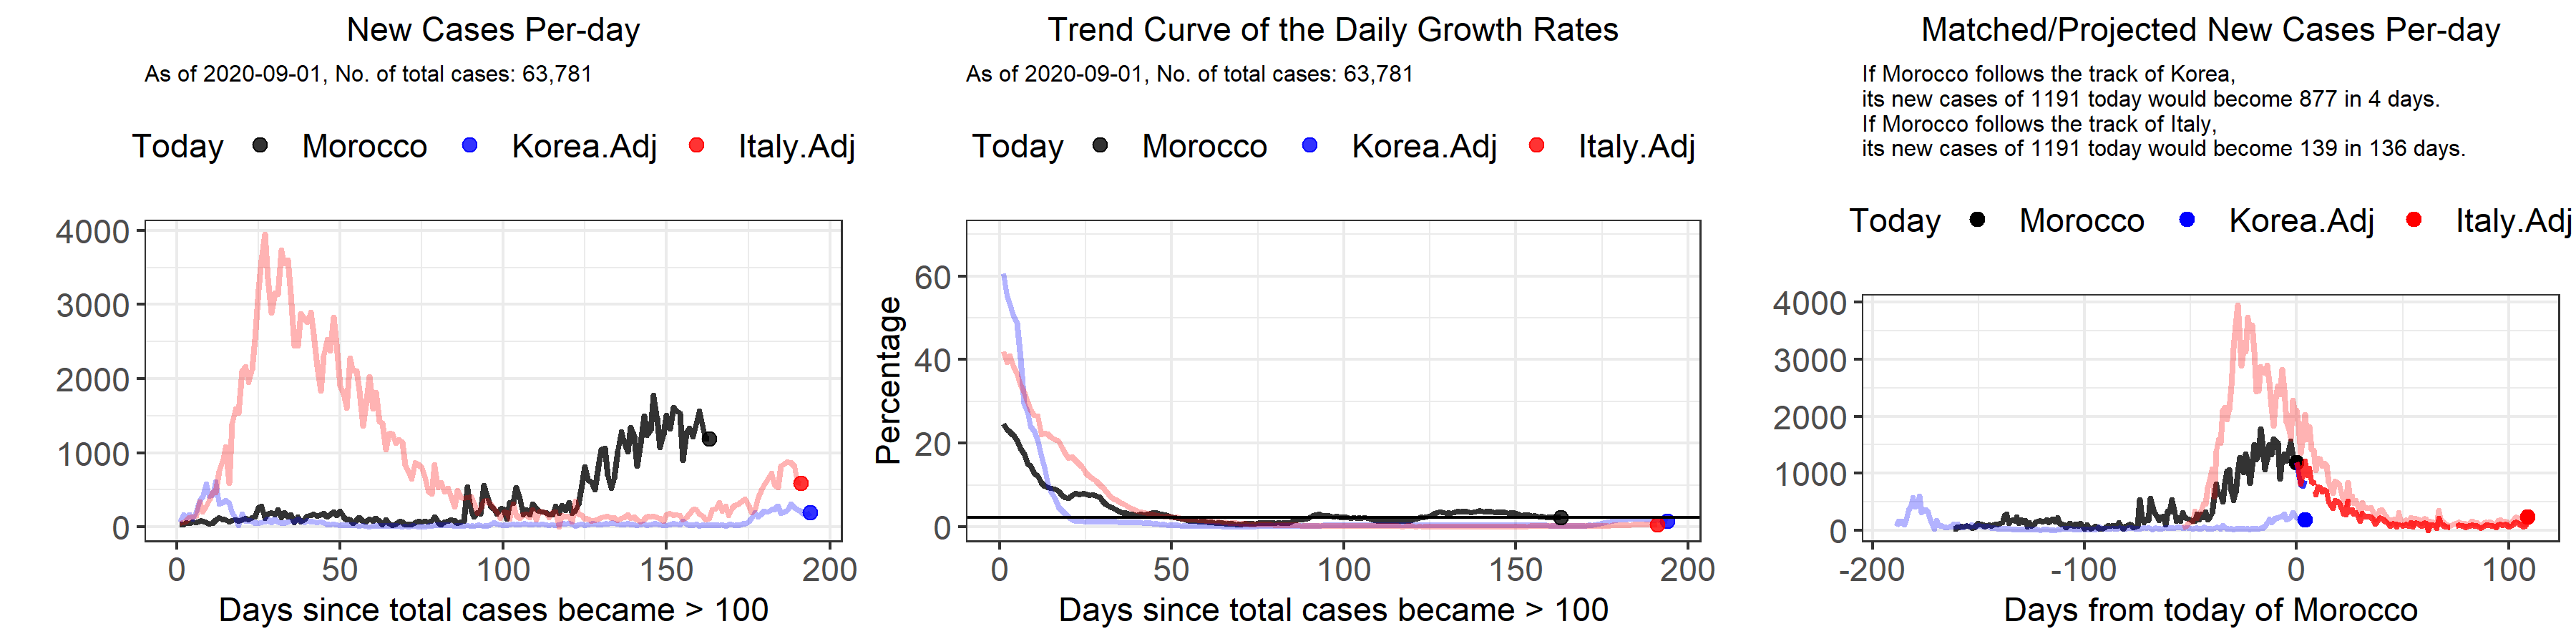 New Cases Per-day
As of 2020-09-01, No. of total cases: 63,781
Today Morocco Korea.Adj Italy.Adj
4000
3000
2000
1000
0
0 50 100 150 200
Days since total cases became > 100
Trend Curve of the Daily Growth Rates
As of 2020-09-01, No. of total cases: 63,781
Today Morocco Korea.Adj Italy.Adj
Percentage
60
40
20
0
0 50 100 150 200
Days since total cases became > 100
Matched/Projected New Cases Per-day
If Morocco follows the track of Korea,
its new cases of 1191 today would become 877 in 4 days.
If Morocco follows the track of Italy,
its new cases of 1191 today would become 139 in 136 days.
Today Morocco Korea.Adj Italy.Adj
4000
3000
2000
1000
0
-200 -100 0 100
Days from today of Morocco